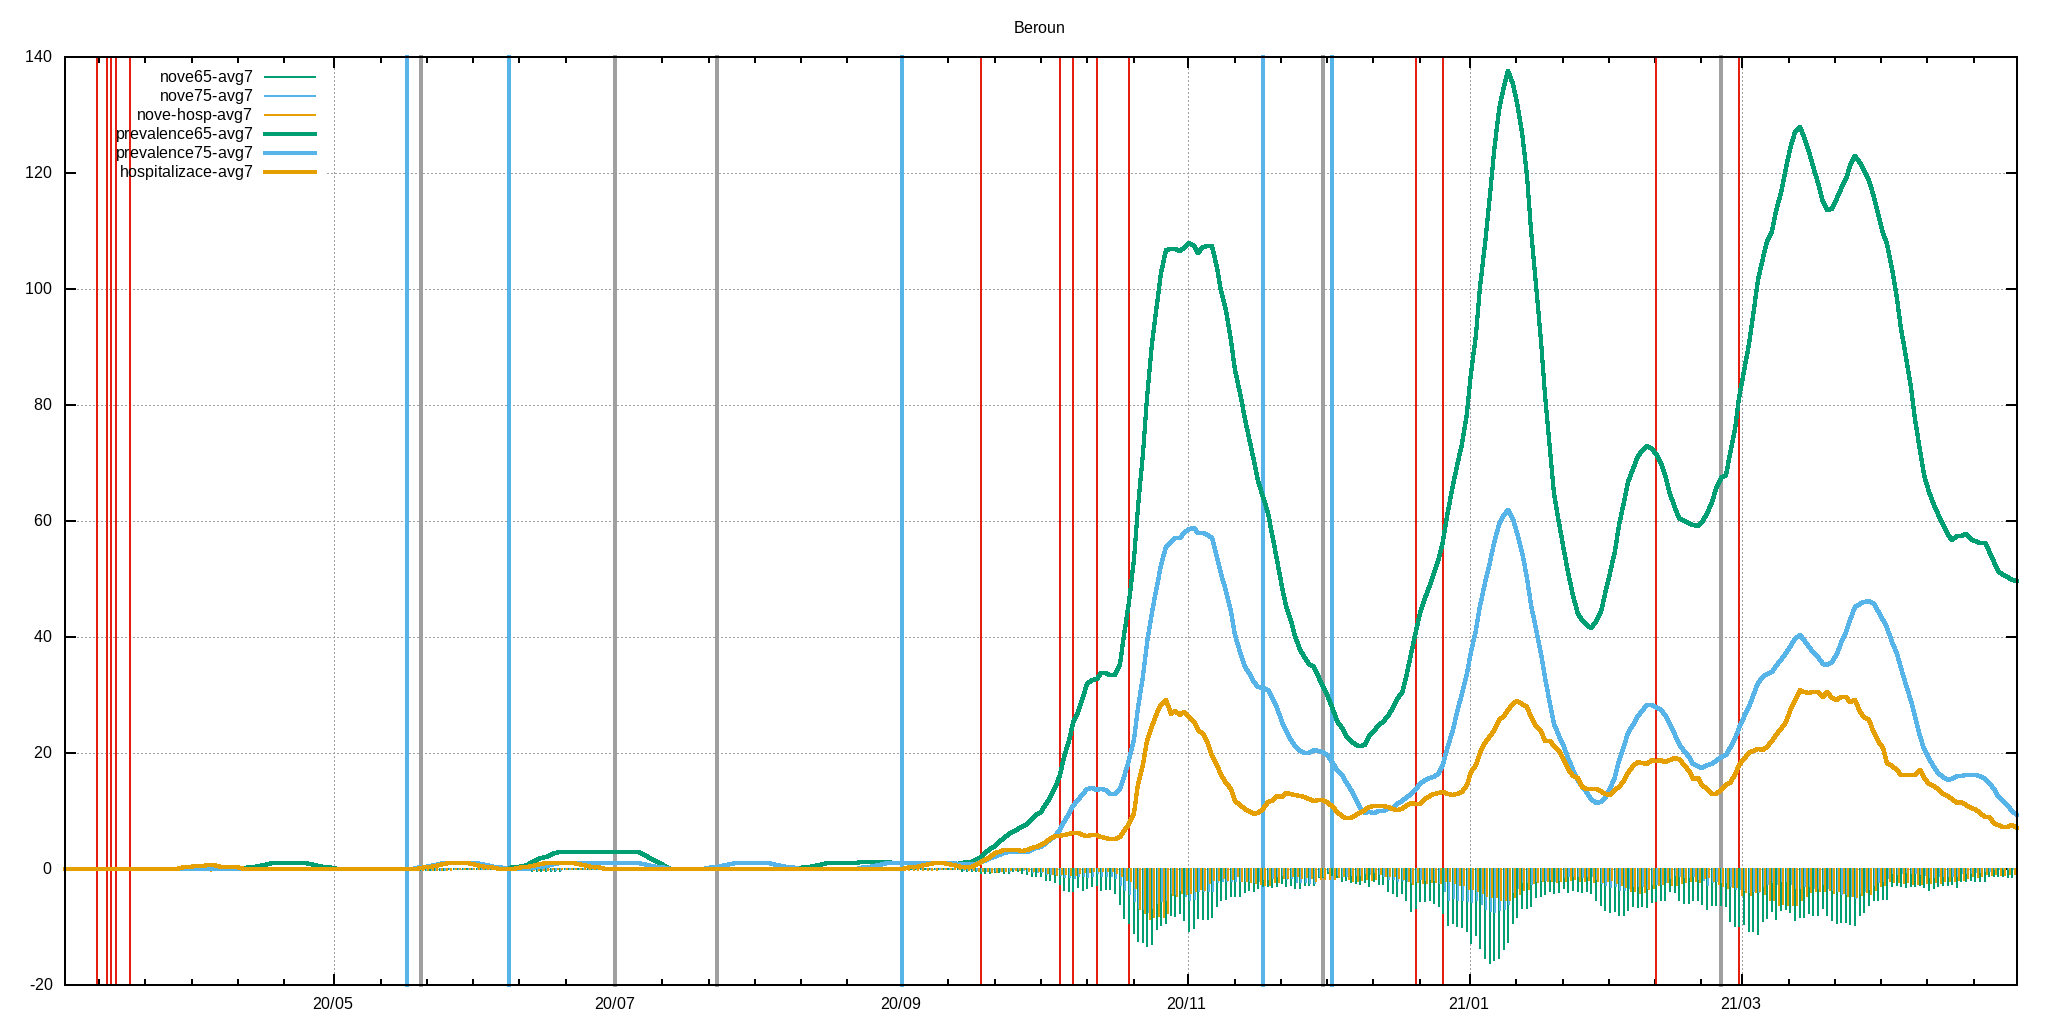 Beroun
140
120
100
80
60
40
20
0
-20
nove65-avg7
nove75-avg7
nove-hosp-avg7
prevalence65-avg7
prevalence75-avg7
hospitalizace-avg7
20/05
20/07
20/09
20/11
21/01
21/03